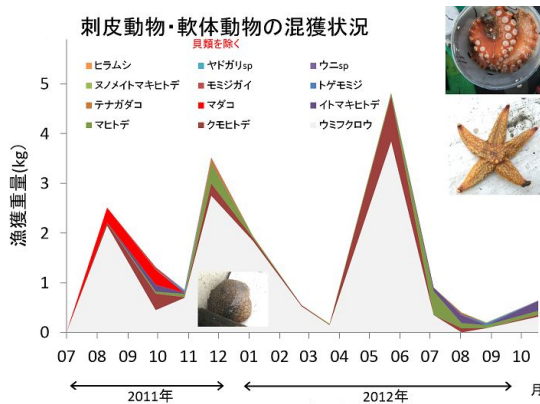 刺皮動物・軟体動物の混獲状況
貝類を除く
ヒラムシ ヤドカリsp ウニsp
ヌノメイトマキヒトデ モミジガイ トゲモミジ
テナガダコ マダコ イトマキヒトデ
マヒトデ クモヒトデ ウミフクロウ
漁獲重量(kg)
5
4
3
2
1
0
07 08 09 10 11 12 01 02 03 04 05 06 07 08 09 10
2011年 2012年 月